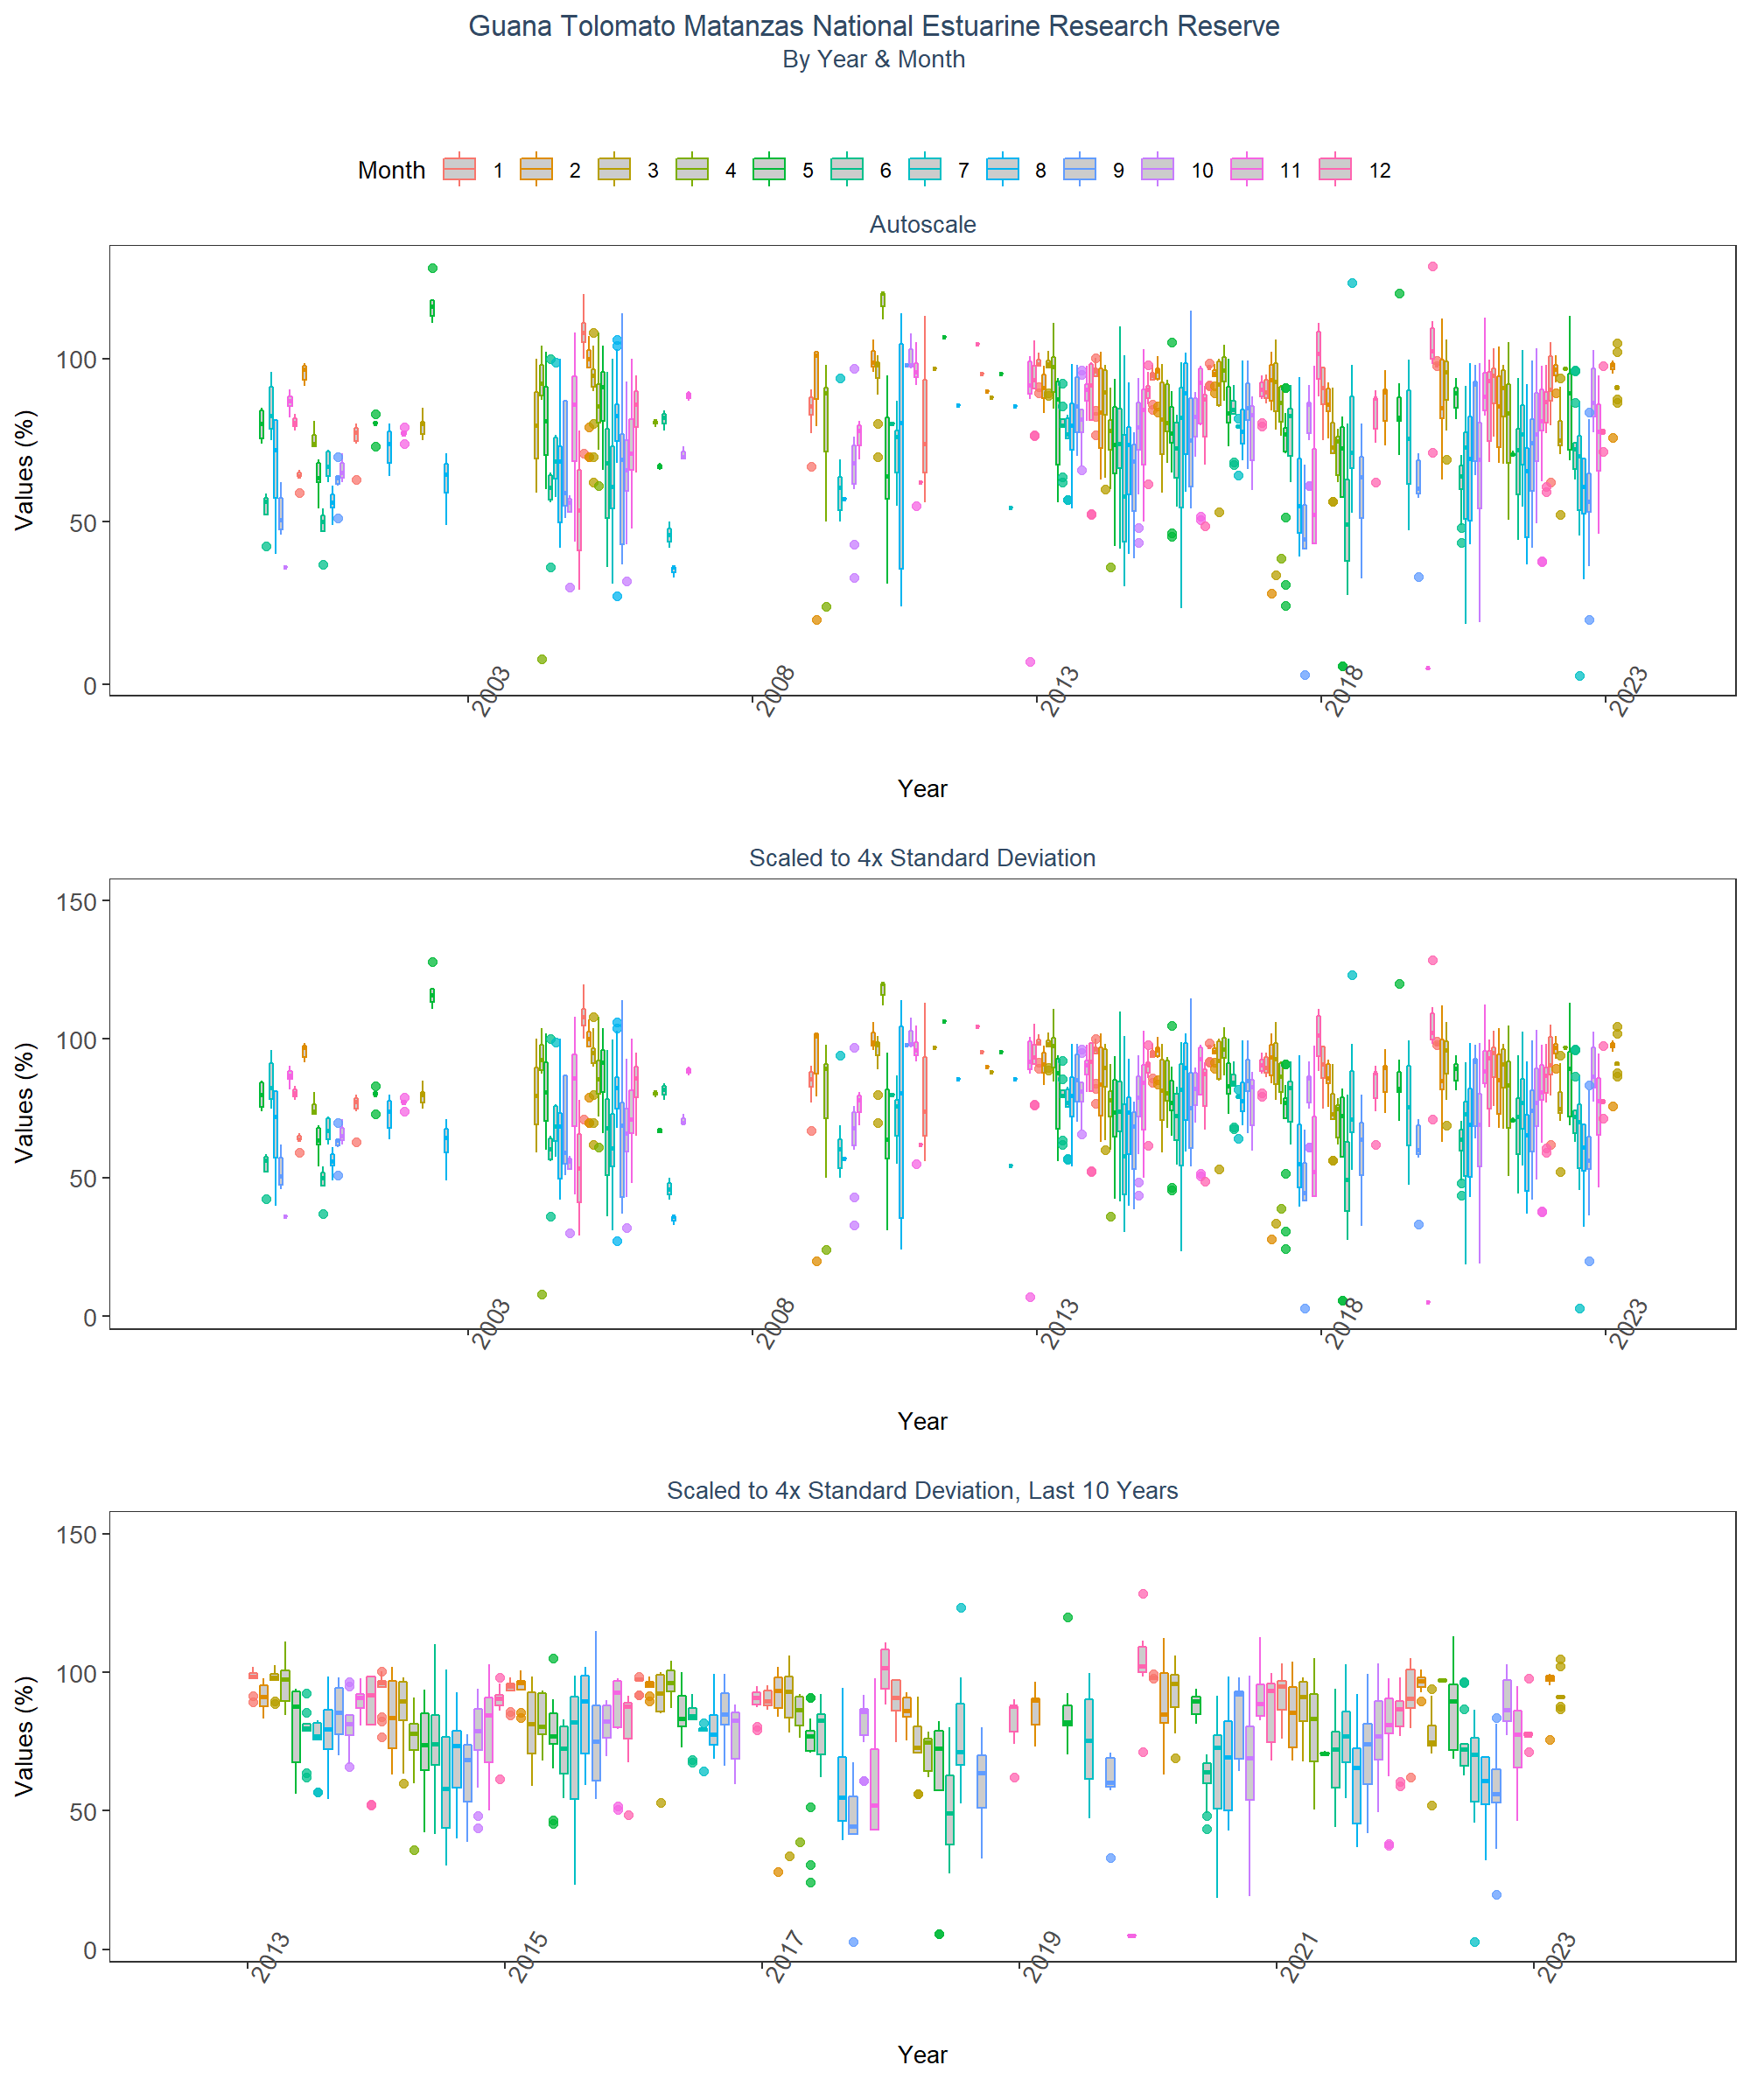 Guana Tolomato Matanzas National Estuarine Research Reserve
By Year & Month
Month 1 2 3 4 5 6 7 8 9 10 11 12
Autoscale
Values (%)
100
50
0
2003 2008 2013 2018 2023
Year
Scaled to 4x Standard Deviation
Values (%)
150
100
50
0
2003 2008 2013 2018 2023
Year
Scaled to 4x Standard Deviation, Last 10 Years
Values (%)
150
100
50
0
2013 2015 2017 2019 2021 2023
Year